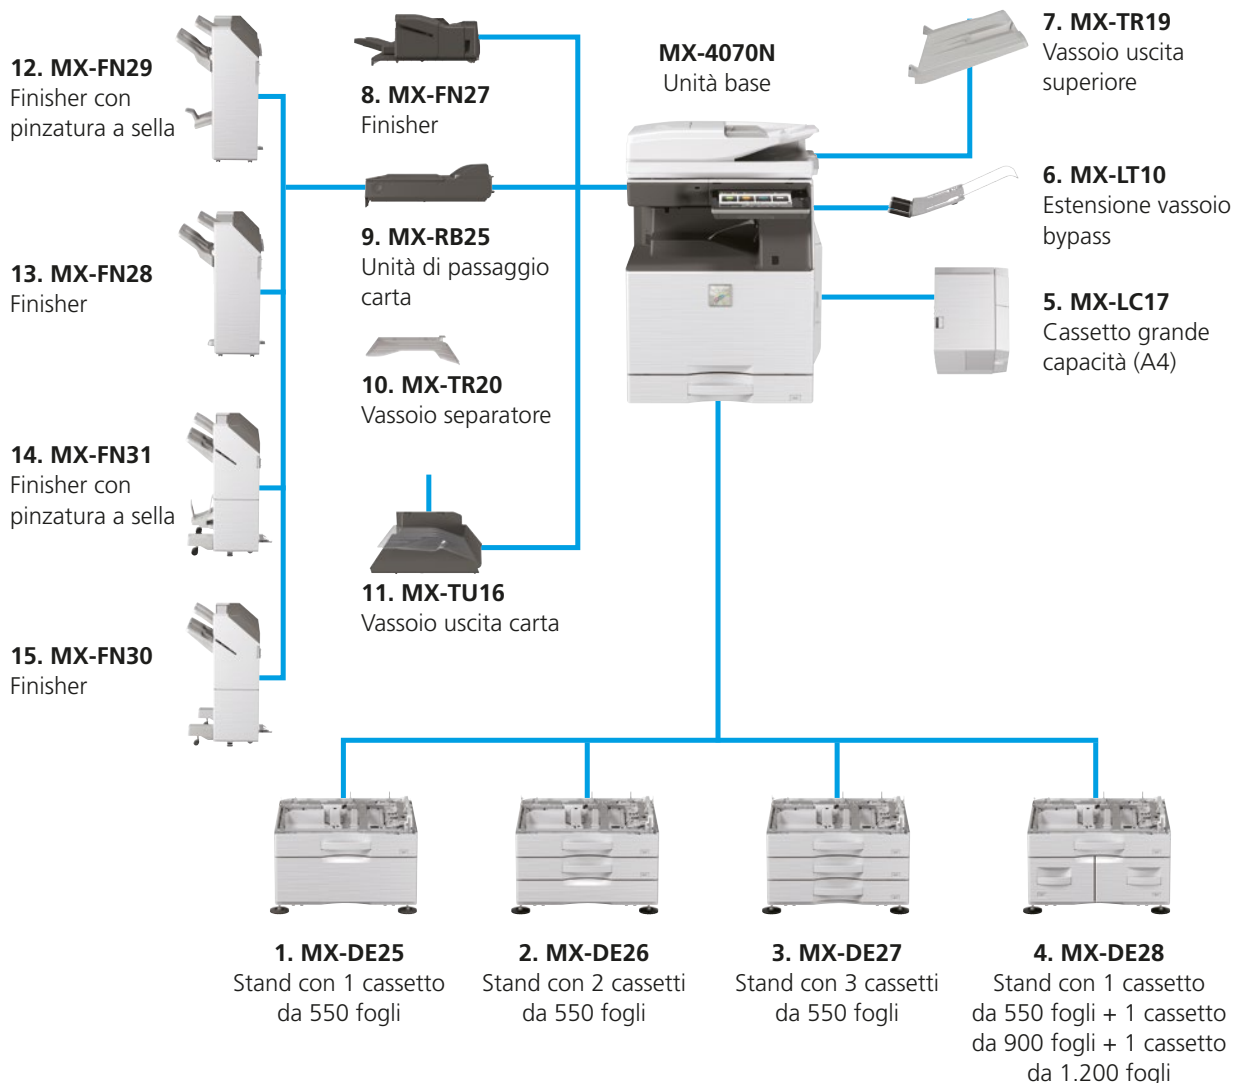 12. MX-FN29
Finisher con
pinzatura a sella
13. MX-FN28
Finisher
14. MX-FN31
Finisher con
pinzatura a sella
15. MX-FN30
Finisher
8. MX-FN27
Finisher
9. MX-RB25
Unità di passaggio
carta
10. MX-TR20
Vassoio separatore
11. MX-TU16
Vassoio uscita carta
MX-4070N
Unità base
7. MX-TR19
Vassoio uscita
superiore
6. MX-LT10
Estensione vassoio
bypass
5. MX-LC17
Cassetto grande
capacità (A4)
1. MX-DE25
Stand con 1 cassetto
da 550 fogli
2. MX-DE26
Stand con 2 cassetti
da 550 fogli
3. MX-DE27
Stand con 3 cassetti
da 550 fogli
4. MX-DE28
Stand con 1 cassetto
da 550 fogli + 1 cassetto
da 900 fogli + 1 cassetto
da 1.200 fogli